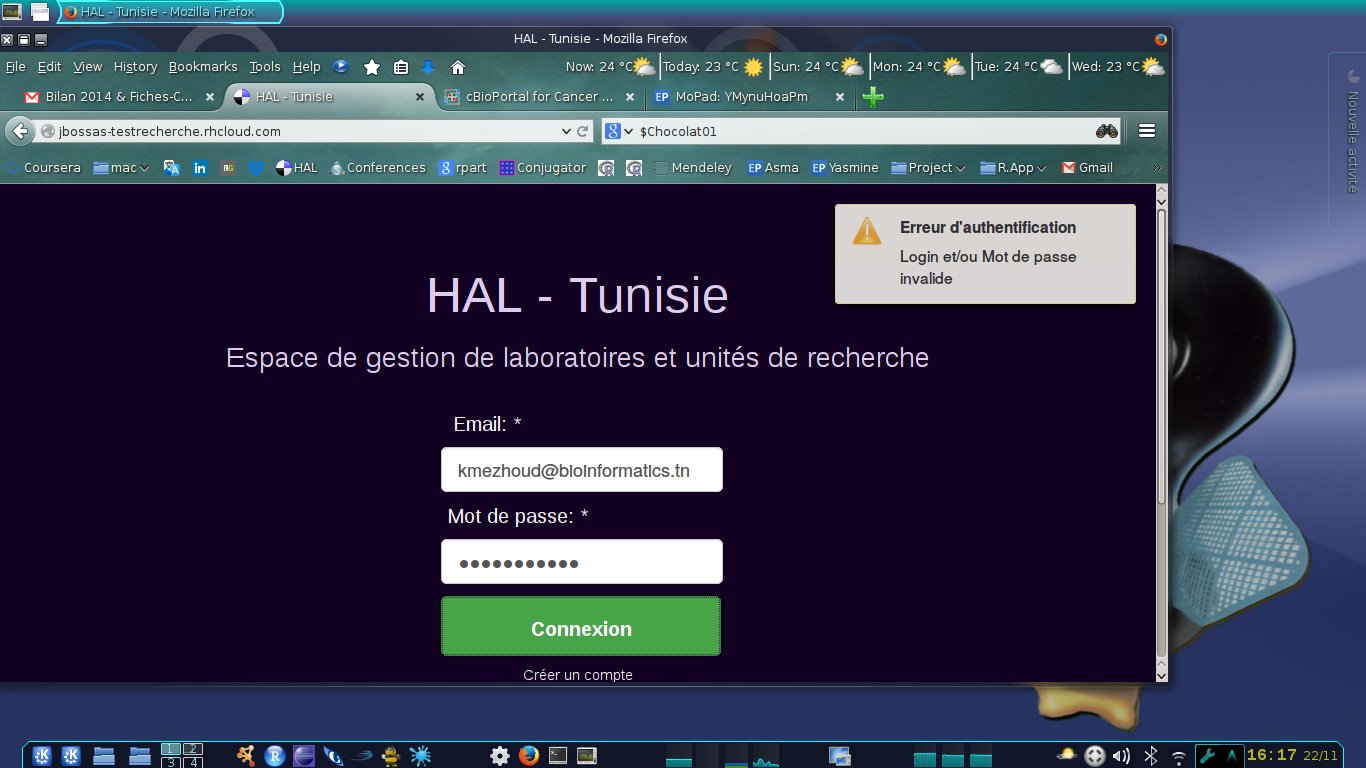 HAL - Tunisie - Mozilla Firefox
HAL - Tunisie - Mozilla Firefox
File Edit View History Bookmarks Tools Help Now: 24 °C Today: 23 °C Sun: 24 °C Mon: 24 °C Tue: 24 °C Wed: 23 °C
Bilan 2014 & Fiches-C... HAL - Tunisie cBioPortal for Cancer ... EP MoPad: YMynuHoaPm
jbossas-testrecherche.rhcloud.com $Chocolat01
Coursera mac HAL Conferences rpart Conjugator Mendeley EP Asma EP Yasmine Project R.App Gmail
Nouvelle activité
Erreur d'authentification
Login et/ou Mot de passe
invalide
HAL - Tunisie
Espace de gestion de laboratoires et unités de recherche
Email: *
kmezhoud@bioinformatics.tn
Mot de passe: *
Connexion
Créer un compte
1 2
3 4
16:17 22/11